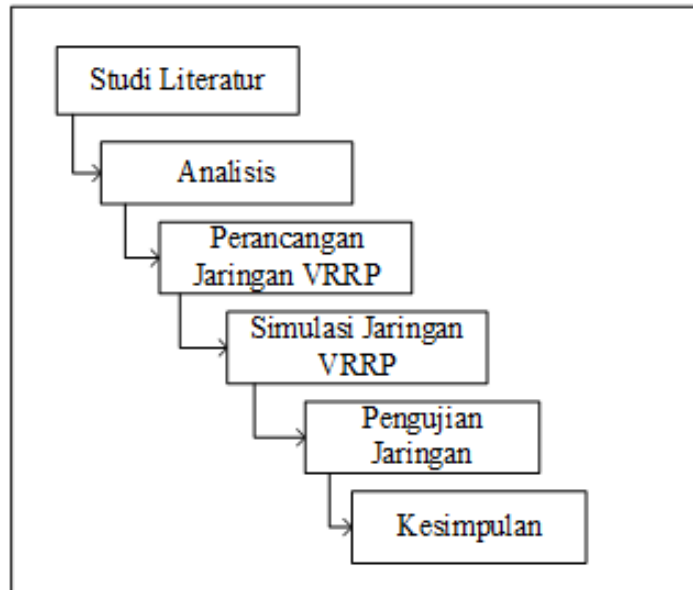 Studi Literatur
Analisis
Perancangan
Jaringan VRRP
Simulasi Jaringan
VRRP
Pengujian
Jaringan
Kesimpulan